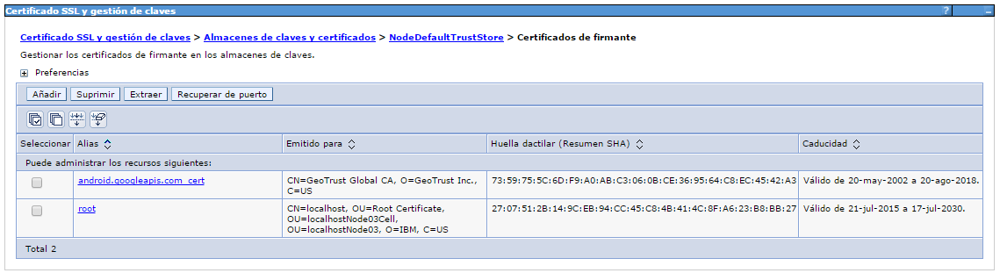 Certificado SSL y gestión de claves ? _
Certificado SSL y gestión de claves > Almacenes de claves y certificados > NodeDefaultTrustStore > Certificados de firmante
Gestionar los certificados de firmante en los almacenes de claves.
Preferencias
Añadir Suprimir Extraer Recuperar de puerto
Seleccionar Alias Emitido para Huella dactilar (Resumen SHA) Caducidad
Puede administrar los recursos siguientes:
android.googleapis.com_cert CN=GeoTrust Global CA, O=GeoTrust Inc., 73:59:75:5C:6D:F9:A0:AB:C3:06:0B:CE:36:95:64:C8:EC:45:42:A3 Válido de 20-may-2002 a 20-ago-2018.
C=US
root CN=localhost, OU=Root Certificate, 27:07:51:2B:14:9C:EB:94:CC:45:C8:4B:41:4C:8F:A6:23:B8:BB:27 Válido de 21-jul-2015 a 17-jul-2030.
OU=localhostNode03Cell,
OU=localhostNode03, O=IBM, C=US
Total 2